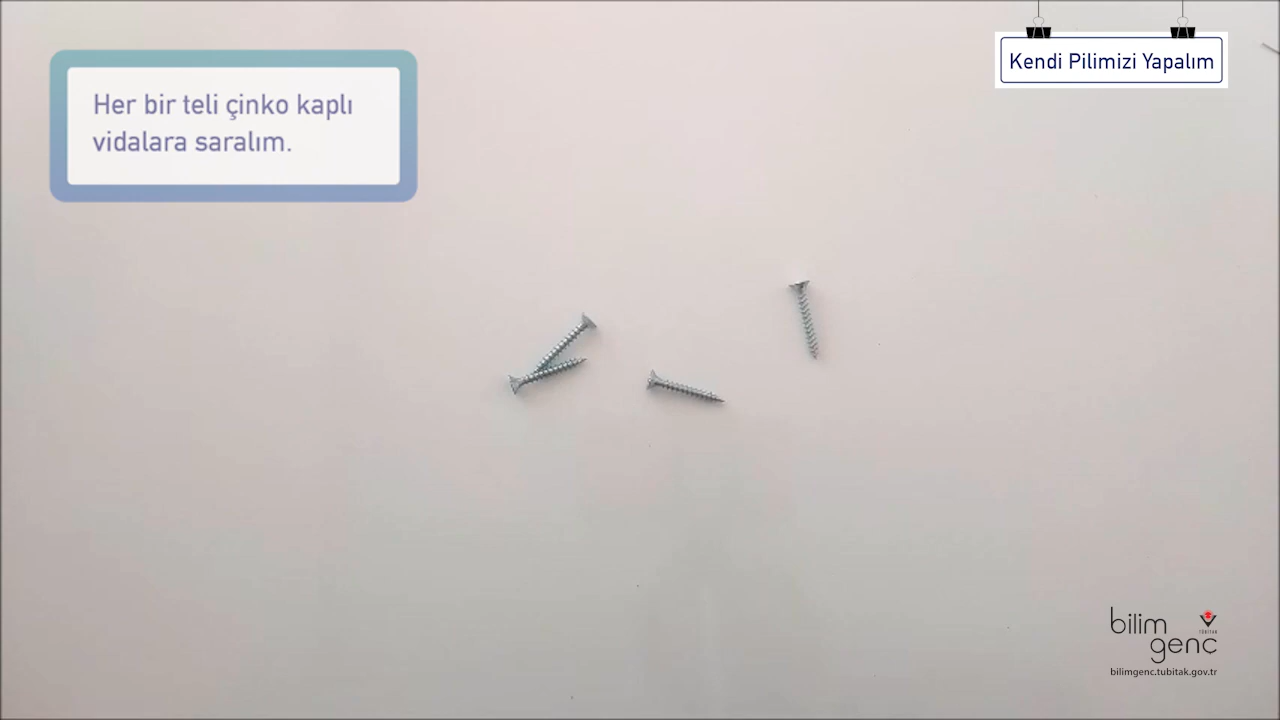 Kendi Pilimizi Yapalım
Her bir teli çinko kaplı
vidalara saralım.
bilim
genç
TÜBİTAK
bilimgenc.tubitak.gov.tr